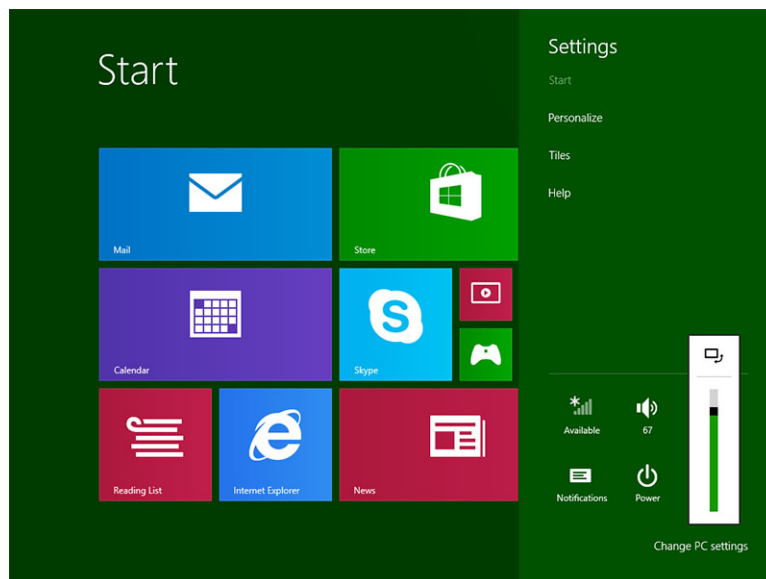 Start
Mail
Store
Calendar
Skype
Reading List
Internet Explorer
News
Settings
Start
Personalize
Tiles
Help
Available
67
Notifications
Power
Change PC settings